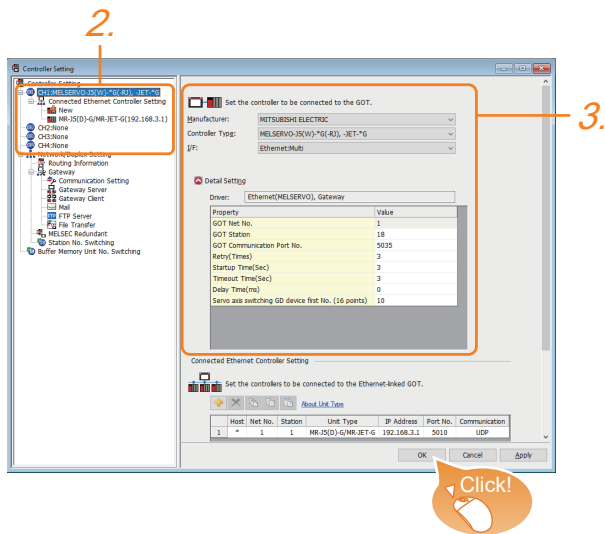 2.
Controller Setting
Controller Setting
CH1:MELSERVO-J5(W)-*G(-RJ), -JET-*G
Connected Ethernet Controller Setting
New
MR-J5(D)-G/MR-JET-G(192.168.3.1)
CH2:None
CH3:None
CH4:None
Network/Duplex Setting
Routing Information
Gateway
Communication Setting
Gateway Server
Gateway Client
Mail
FTP Server
File Transfer
MELSEC Redundant
Station No. Switching
Buffer Memory Unit No. Switching
Set the controller to be connected to the GOT.
3.
Manufacturer: MITSUBISHI ELECTRIC
Controller Type: MELSERVO-J5(W)-*G(-RJ), -JET-*G
I/F: Ethernet:Multi
Detail Setting
Driver: Ethernet(MELSERVO), Gateway
Property Value
GOT Net No. 1
GOT Station 18
GOT Communication Port No. 5035
Retry(Times) 3
Startup Time(Sec) 3
Timeout Time(Sec) 3
Delay Time(ms) 0
Servo axis switching GD device first No. (16 points) 10
Connected Ethernet Controller Setting
Set the controllers to be connected to the Ethernet-linked GOT.
About Unit Type
Host Net No. Station Unit Type IP Address Port No. Communication
1 * 1 1 MR-J5(D)-G/MR-JET-G 192.168.3.1 5010 UDP
OK Cancel Apply
Click!